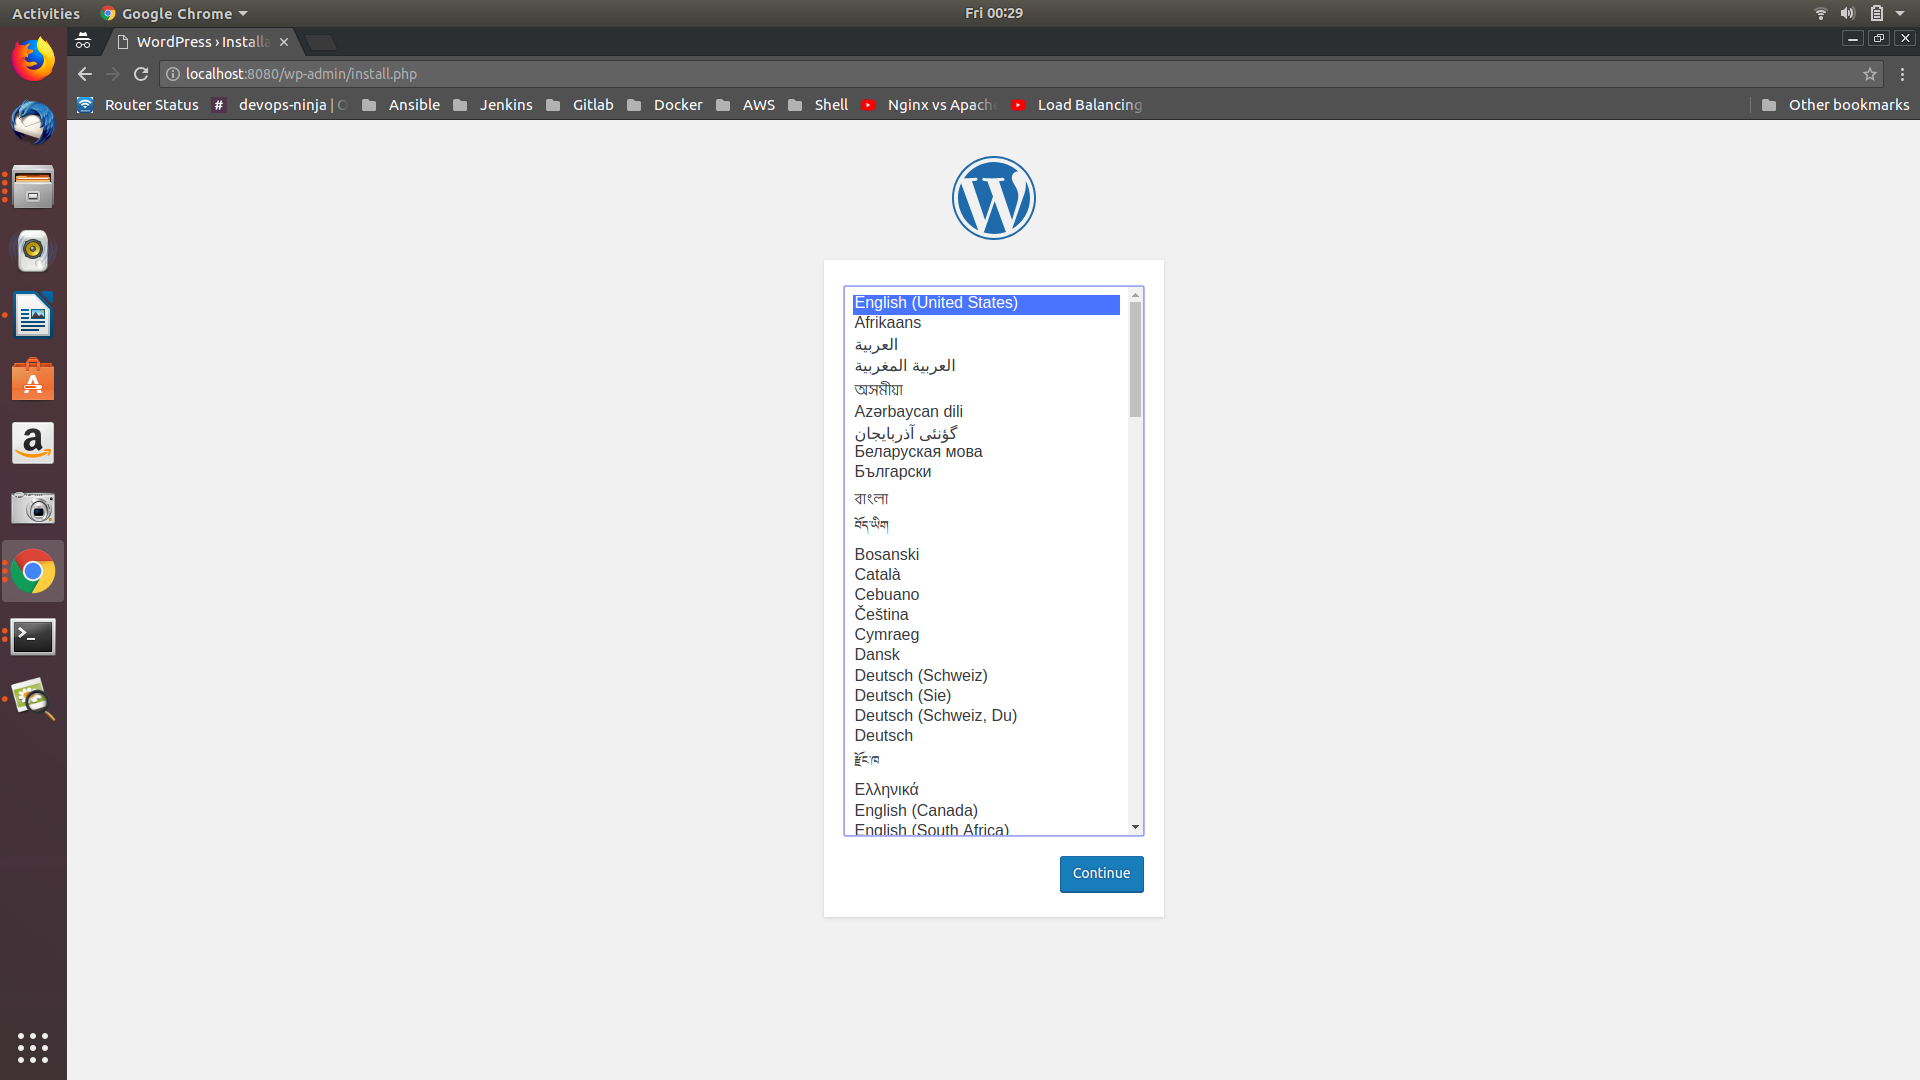 Activities
Google Chrome
Fri 00:29
WordPress › Install
localhost:8080/wp-admin/install.php
Router Status
devops-ninja |
Ansible
Jenkins
Gitlab
Docker
AWS
Shell
Nginx vs Apach
Load Balancing
Other bookmarks
English (United States)
Afrikaans
العربية
العربية المغربية
অসমীয়া
Azərbaycan dili
گؤنئی آذربایجان
Беларуская мова
Български
বাংলা
བོད་ཡིག
Bosanski
Català
Cebuano
Čeština
Cymraeg
Dansk
Deutsch (Schweiz)
Deutsch (Sie)
Deutsch (Schweiz, Du)
Deutsch
རྫོང་ཁ
Ελληνικά
English (Canada)
English (South Africa)
Continue